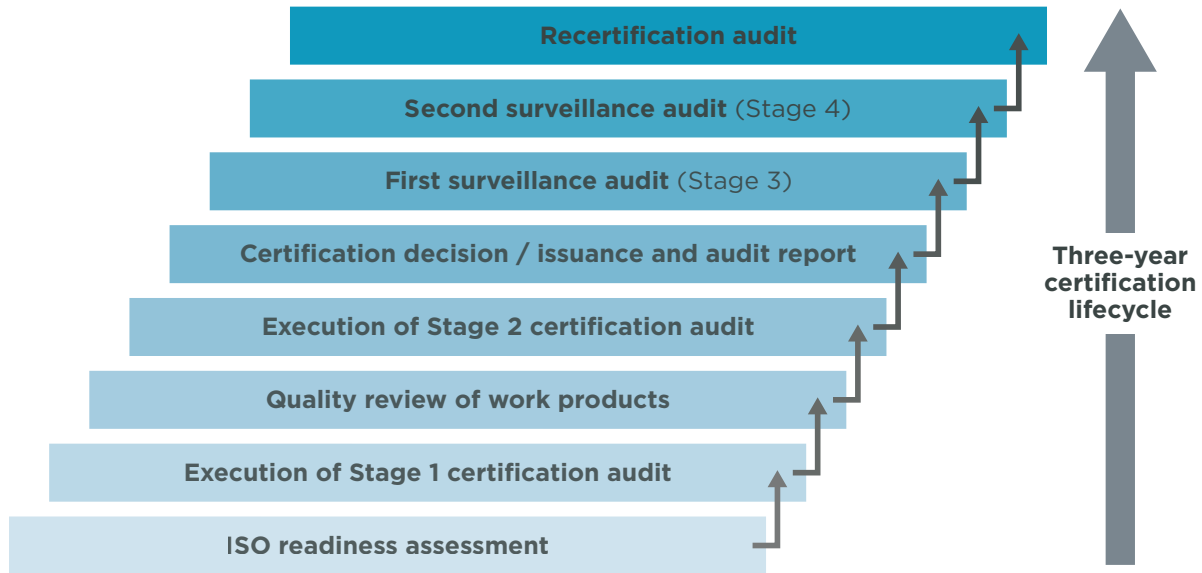 Recertification audit
Second surveillance audit (Stage 4)
First surveillance audit (Stage 3)
Certification decision / issuance and audit report
Execution of Stage 2 certification audit
Quality review of work products
Execution of Stage 1 certification audit
ISO readiness assessment
Three-year
certification
lifecycle